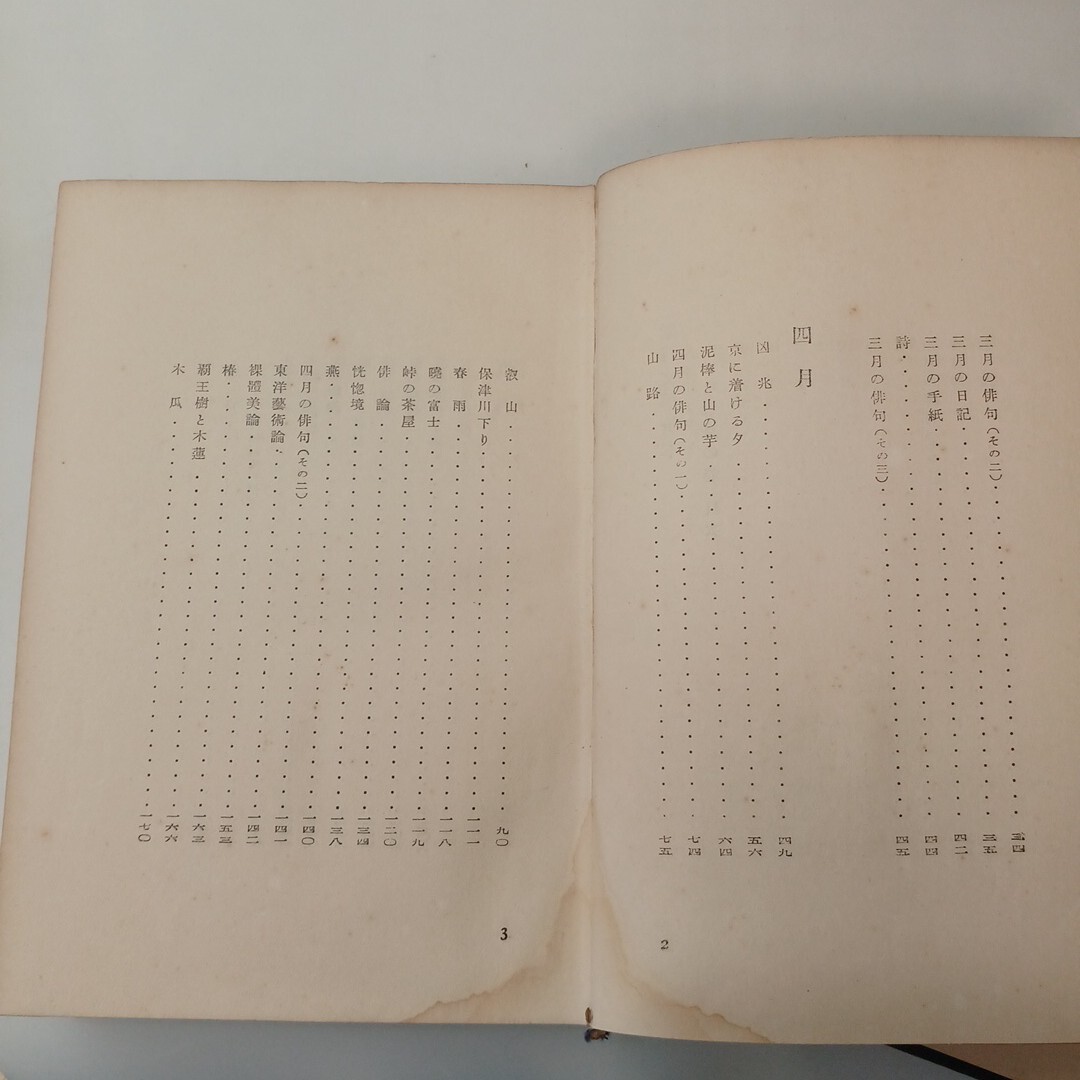 三月の俳句（その二）・・・・・・・・・・・・三四
三月の日記・・・・・・・・・・・・三五
三月の手紙・・・・・・・・・・・・四二
詩・・・・・・・・・・・・四四
三月の俳句（その三）・・・・・・・・・・・・四五
四月
凶兆・・・・・・・・・・・・四九
京に着ける夕・・・・・・・・・・・・五六
泥棒と山の芋・・・・・・・・・・・・六四
四月の俳句（その一）・・・・・・・・・・・・七四
山路・・・・・・・・・・・・七五
2
叡山・・・・・・・・・・・・九〇
保津川下り・・・・・・・・・・・・一一一
春雨・・・・・・・・・・・・一一八
曉の富士・・・・・・・・・・・・一一九
峠の茶屋・・・・・・・・・・・・一二〇
俳論・・・・・・・・・・・・一三四
恍惚境・・・・・・・・・・・・一三八
燕・・・・・・・・・・・・一四〇
四月の俳句（その二）・・・・・・・・・・・・一四一
東洋藝術論・・・・・・・・・・・・一四二
裸體美論・・・・・・・・・・・・一五三
椿・・・・・・・・・・・・一六三
覇王樹と木蓮・・・・・・・・・・・・一六六
木瓜・・・・・・・・・・・・一七〇
3